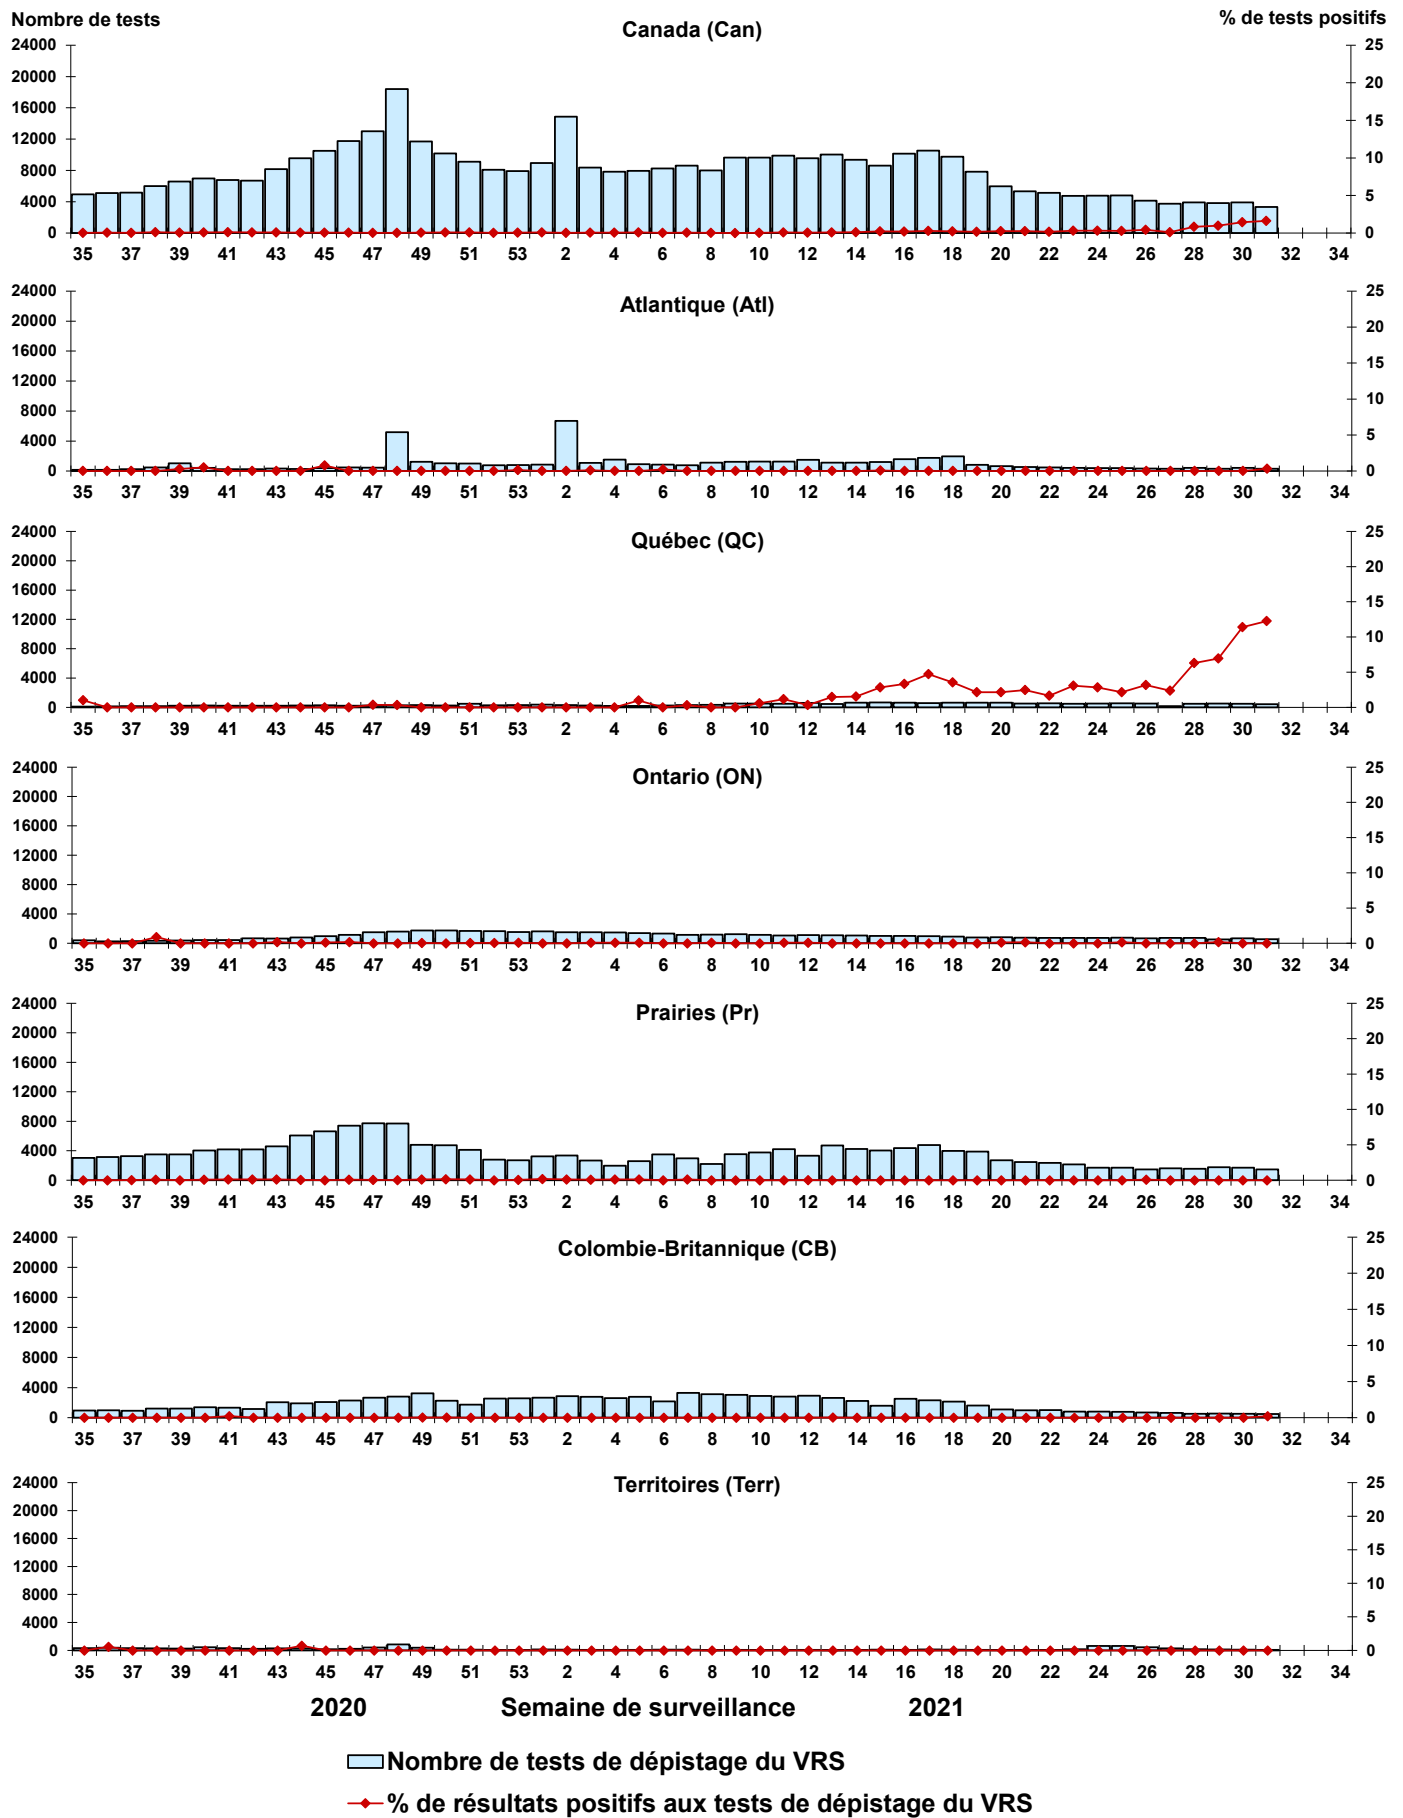 Nombre de tests
% de tests positifs
Canada (Can)
24000 20000 16000 12000 8000 4000 0
25 20 15 10 5 0
35 37 39 41 43 45 47 49 51 53 2 4 6 8 10 12 14 16 18 20 22 24 26 28 30 32 34
Atlantique (Atl)
24000 20000 16000 12000 8000 4000 0
25 20 15 10 5 0
35 37 39 41 43 45 47 49 51 53 2 4 6 8 10 12 14 16 18 20 22 24 26 28 30 32 34
Québec (QC)
24000 20000 16000 12000 8000 4000 0
25 20 15 10 5 0
35 37 39 41 43 45 47 49 51 53 2 4 6 8 10 12 14 16 18 20 22 24 26 28 30 32 34
Ontario (ON)
24000 20000 16000 12000 8000 4000 0
25 20 15 10 5 0
35 37 39 41 43 45 47 49 51 53 2 4 6 8 10 12 14 16 18 20 22 24 26 28 30 32 34
Prairies (Pr)
24000 20000 16000 12000 8000 4000 0
25 20 15 10 5 0
35 37 39 41 43 45 47 49 51 53 2 4 6 8 10 12 14 16 18 20 22 24 26 28 30 32 34
Colombie-Britannique (CB)
24000 20000 16000 12000 8000 4000 0
25 20 15 10 5 0
35 37 39 41 43 45 47 49 51 53 2 4 6 8 10 12 14 16 18 20 22 24 26 28 30 32 34
Territoires (Terr)
24000 20000 16000 12000 8000 4000 0
25 20 15 10 5 0
35 37 39 41 43 45 47 49 51 53 2 4 6 8 10 12 14 16 18 20 22 24 26 28 30 32 34
2020 Semaine de surveillance 2021
Nombre de tests de dépistage du VRS
% de résultats positifs aux tests de dépistage du VRS